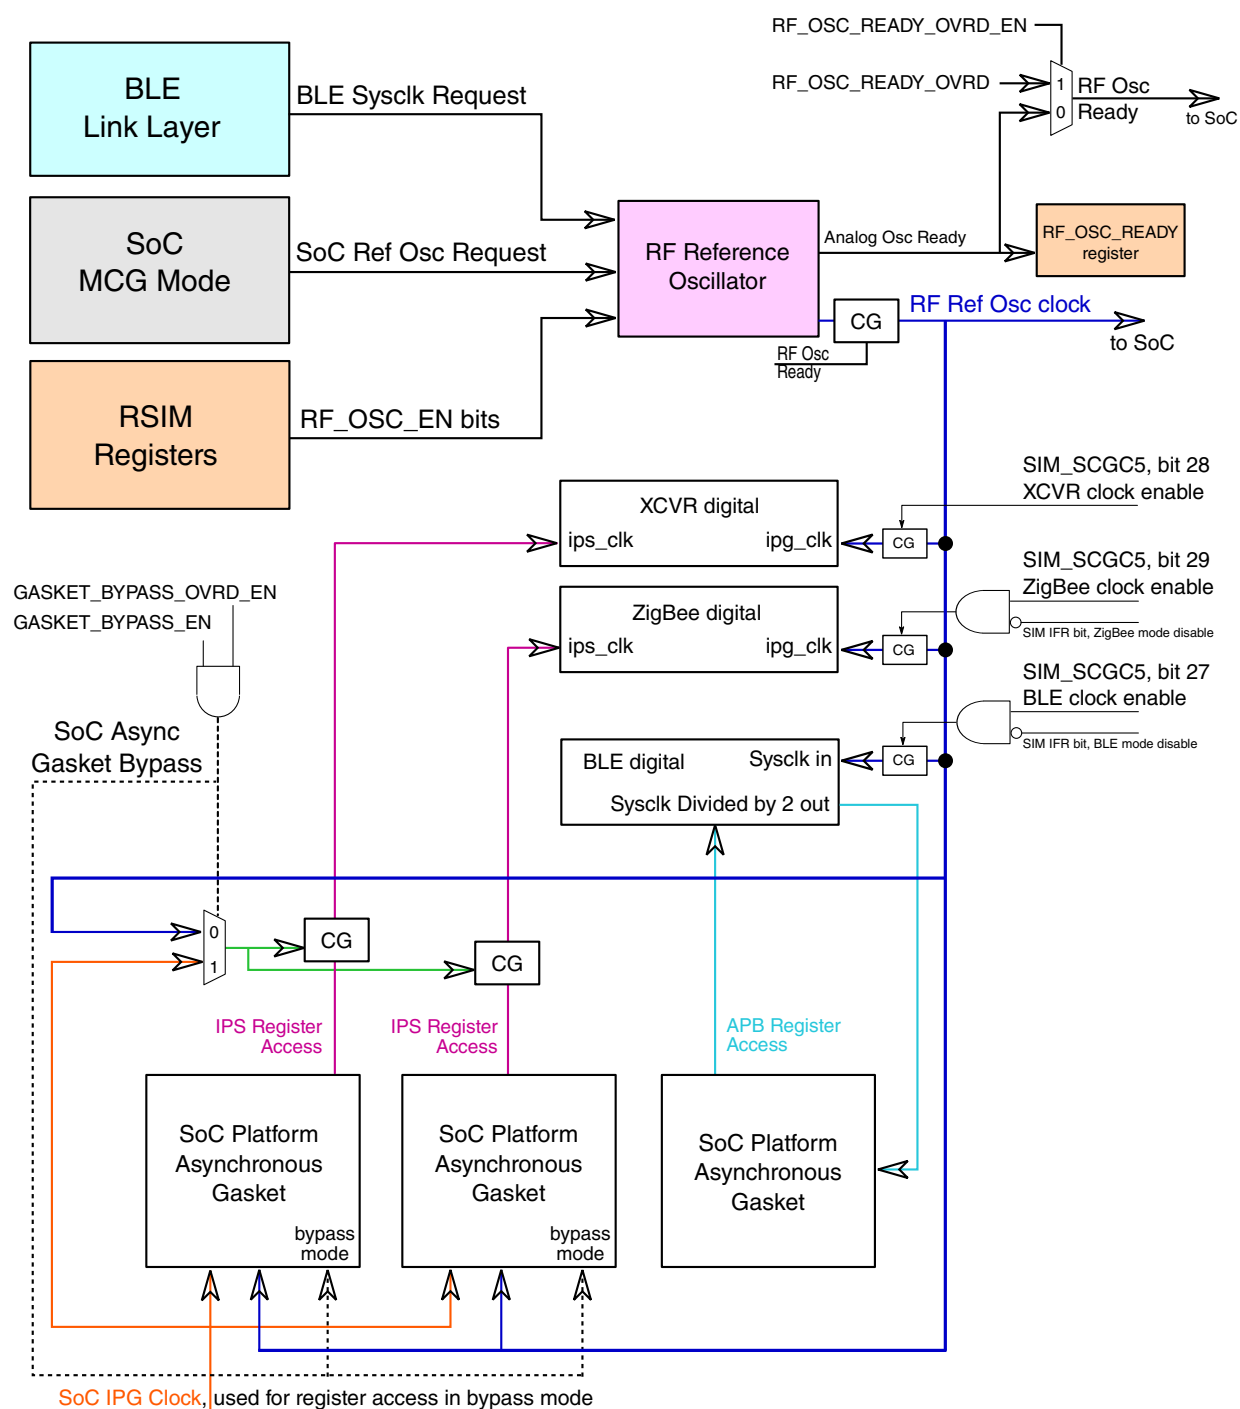 RF_OSC_READY_OVRD_EN
BLE
Link Layer
BLE Sysclk Request
RF_OSC_READY_OVRD
1
0
RF Osc
Ready
to SoC
SoC
MCG Mode
SoC Ref Osc Request
RF Reference
Oscillator
Analog Osc Ready
RF_OSC_READY
register
CG
RF Ref Osc clock
to SoC
RF Osc
Ready
RSIM
Registers
RF_OSC_EN bits
XCVR digital
ips_clk
ipg_clk
CG
SIM_SCGC5, bit 28
XCVR clock enable
GASKET_BYPASS_OVRD_EN
GASKET_BYPASS_EN
ZigBee digital
ips_clk
ipg_clk
CG
SIM_SCGC5, bit 29
ZigBee clock enable
SIM IFR bit, ZigBee mode disable
SIM_SCGC5, bit 27
BLE clock enable
SIM IFR bit, BLE mode disable
SoC Async
Gasket Bypass
BLE digital
Sysclk in
CG
Sysclk Divided by 2 out
0
1
CG
CG
IPS Register
Access
IPS Register
Access
APB Register
Access
SoC Platform
Asynchronous
Gasket
bypass
mode
SoC Platform
Asynchronous
Gasket
bypass
mode
SoC Platform
Asynchronous
Gasket
SoC IPG Clock, used for register access in bypass mode